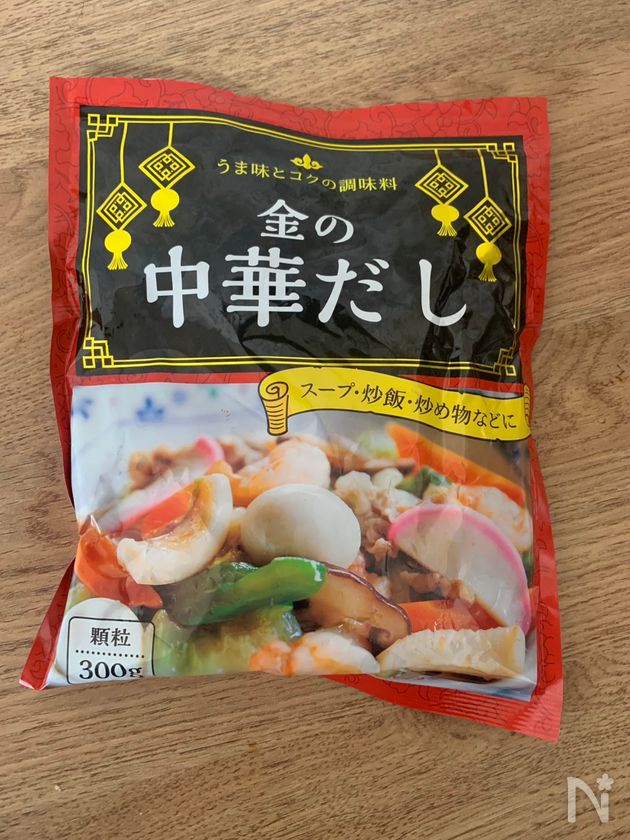 うま味とコクの調味料
金の
中華だし
スープ・炒飯・炒め物などに
顆粒
300g
N